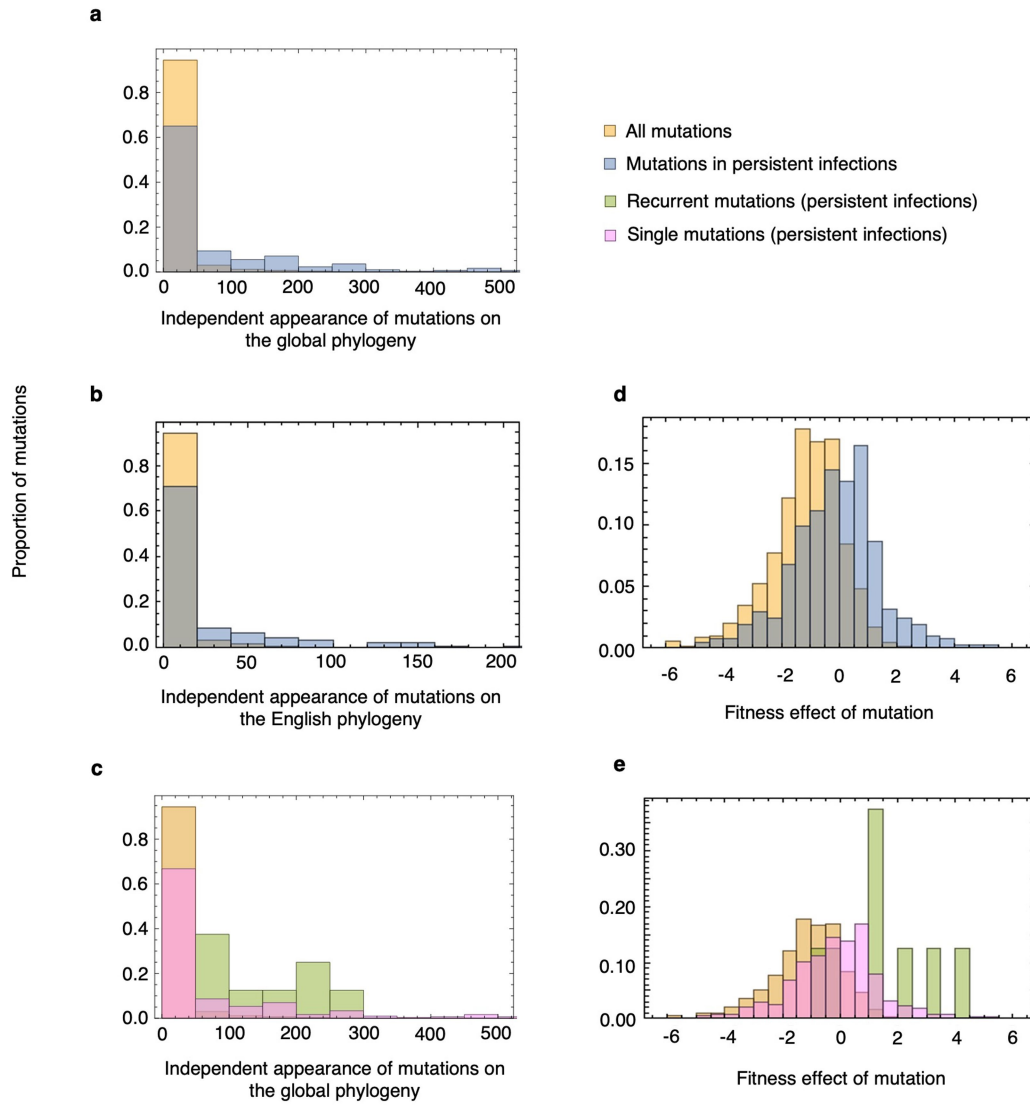 a
0.8
0.6
0.4
0.2
0.0
0 100 200 300 400 500
Independent appearance of mutations on
the global phylogeny
All mutations
Mutations in persistent infections
Recurrent mutations (persistent infections)
Single mutations (persistent infections)
Proportion of mutations
b
0.8
0.6
0.4
0.2
0.0
0 50 100 150 200
Independent appearance of mutations on
the English phylogeny
d
0.15
0.10
0.05
0.00
-6 -4 -2 0 2 4 6
Fitness effect of mutation
c
0.8
0.6
0.4
0.2
0.0
0 100 200 300 400 500
Independent appearance of mutations on
the global phylogeny
e
0.30
0.20
0.10
0.00
-6 -4 -2 0 2 4 6
Fitness effect of mutation